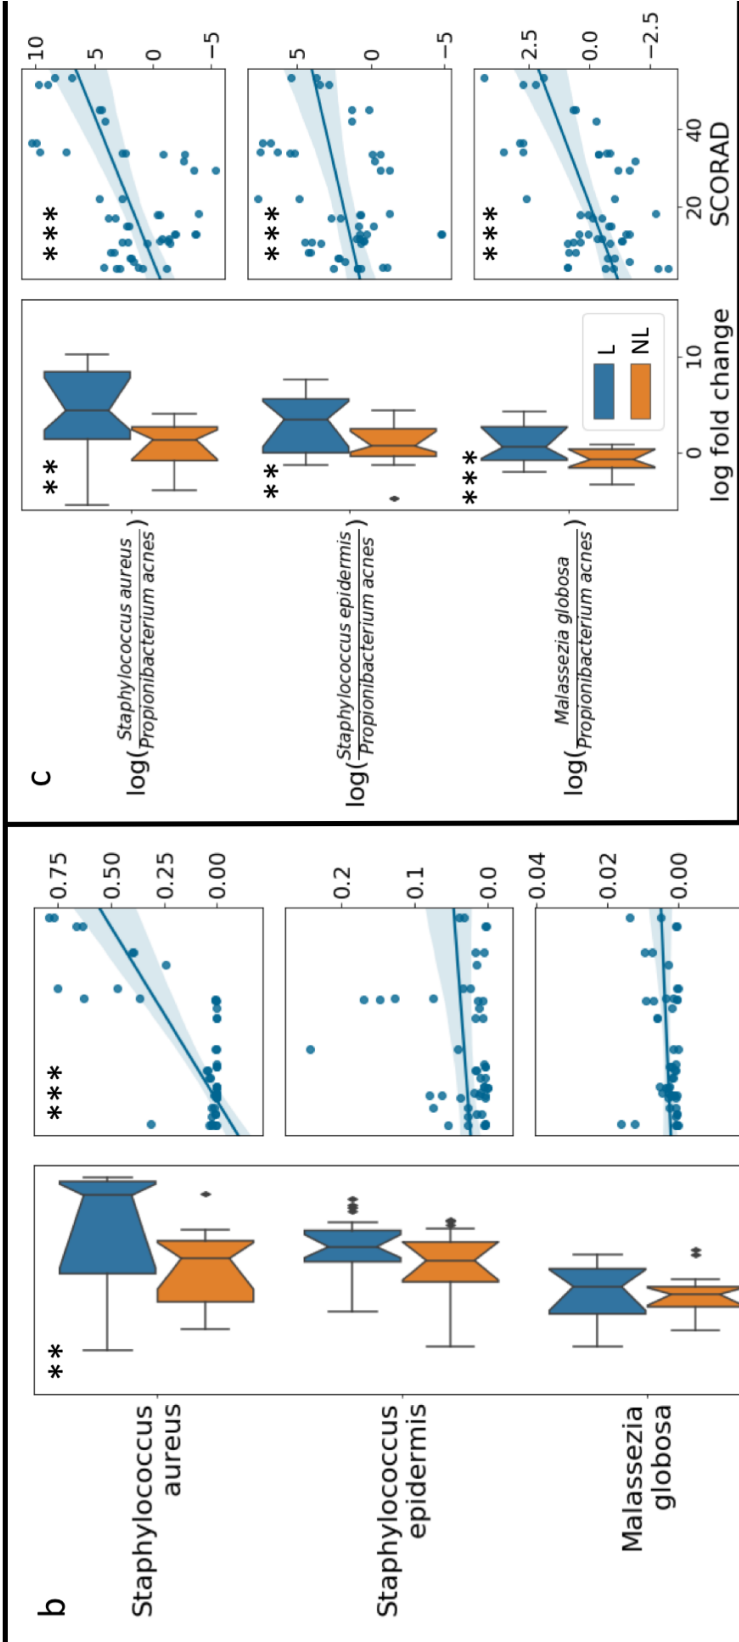 b
Staphylococcus
aureus
**
***
0.75
0.50
0.25
0.00
Staphylococcus
epidermis
0.2
0.1
0.0
Malassezia
globosa
0.04
0.02
0.00
c
log(Staphylococcus aureus
Propionibacterium acnes)
**
***
10
5
0
−5
log(Staphylococcus epidermis
Propionibacterium acnes)
**
***
5
0
−5
log(Malassezia globosa
Propionibacterium acnes)
***
L
NL
***
2.5
0.0
−2.5
0
10
log fold change
20
40
SCORAD